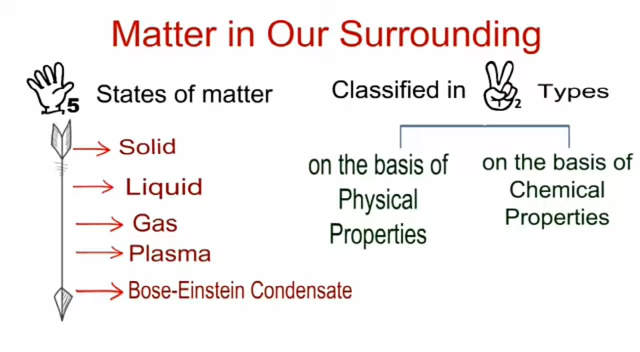 Matter in Our Surrounding
5 States of matter
Solid
Liquid
Gas
Plasma
Bose-Einstein Condensate
Classified in 2 Types
on the basis of
Physical
Properties
on the basis of
Chemical
Properties